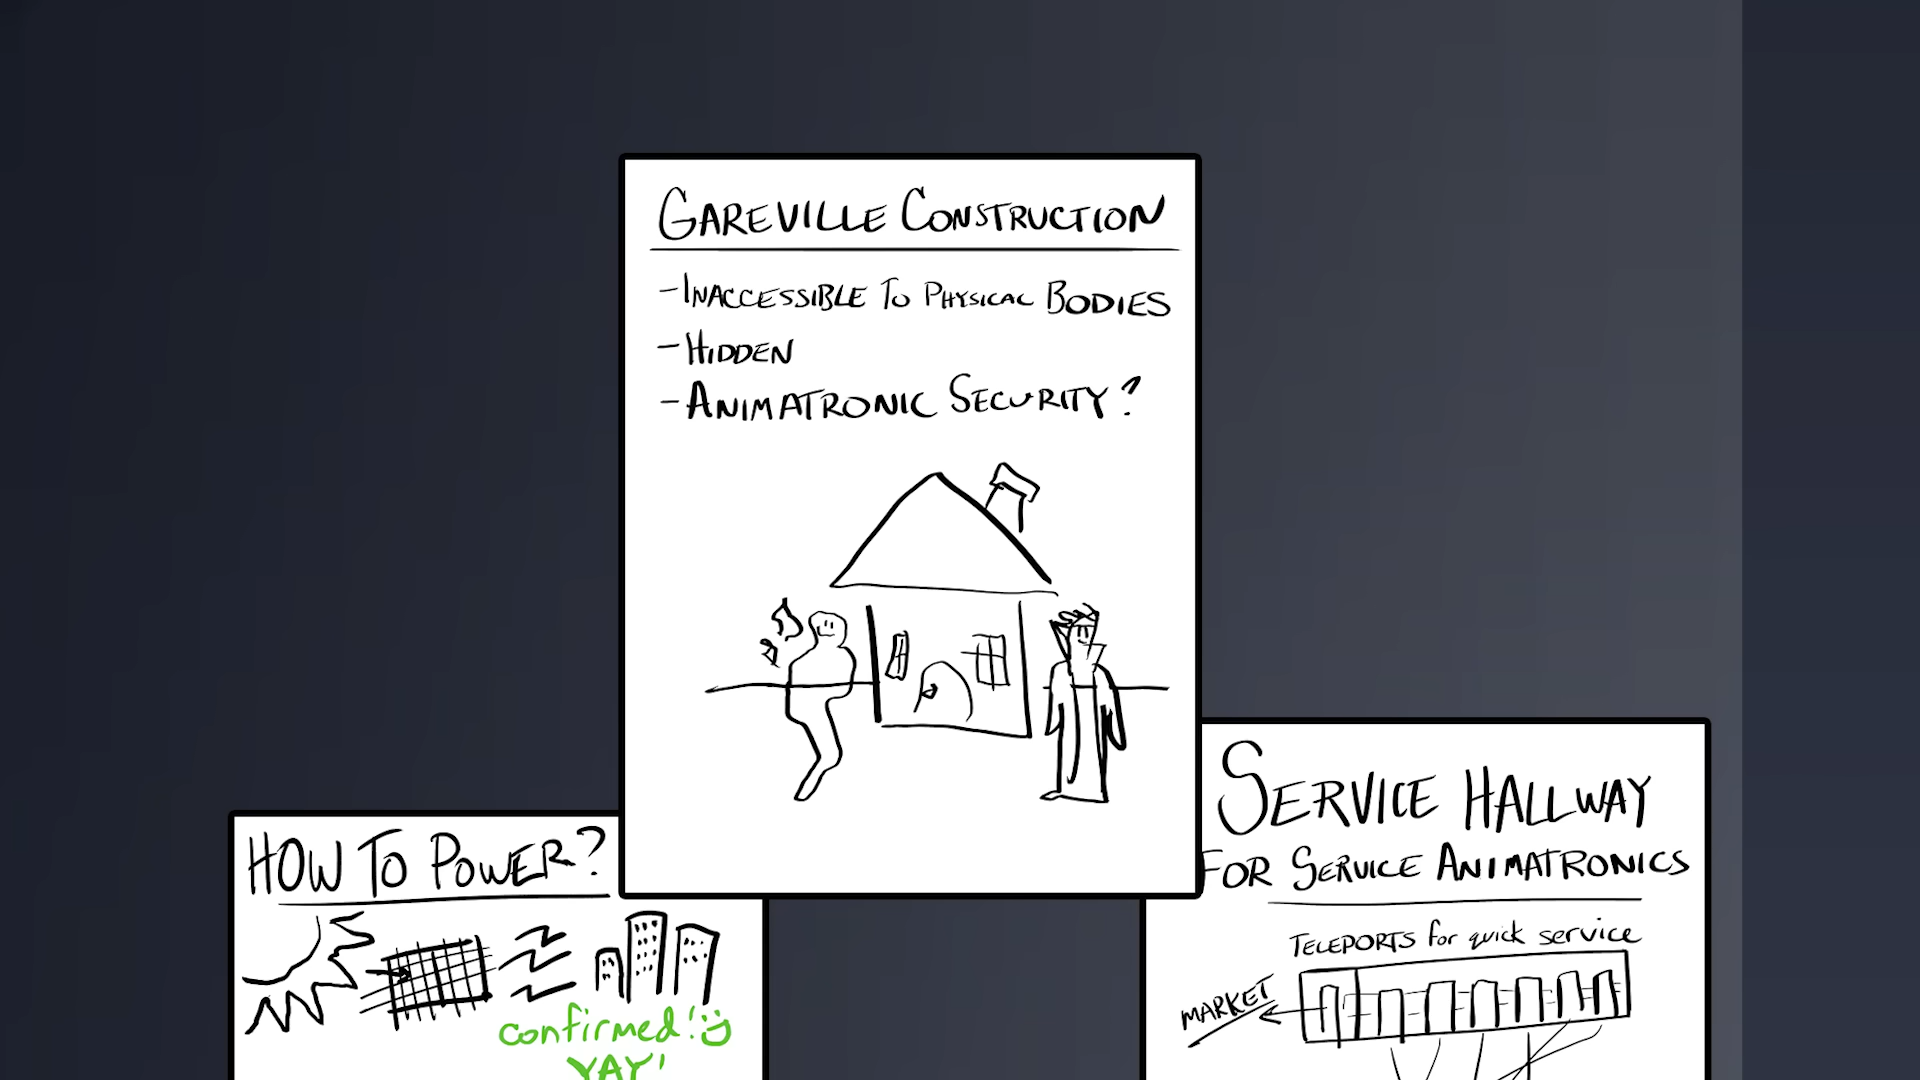 GAREVILLE CONSTRUCTION
- INACCESSIBLE TO PHYSICAL BODIES
- HIDDEN
- ANIMATRONIC SECURITY?
HOW TO POWER?
confirmed!
YAY!
SERVICE HALLWAY
FOR SERVICE ANIMATRONICS
TELEPORTS for quick service
MARKET